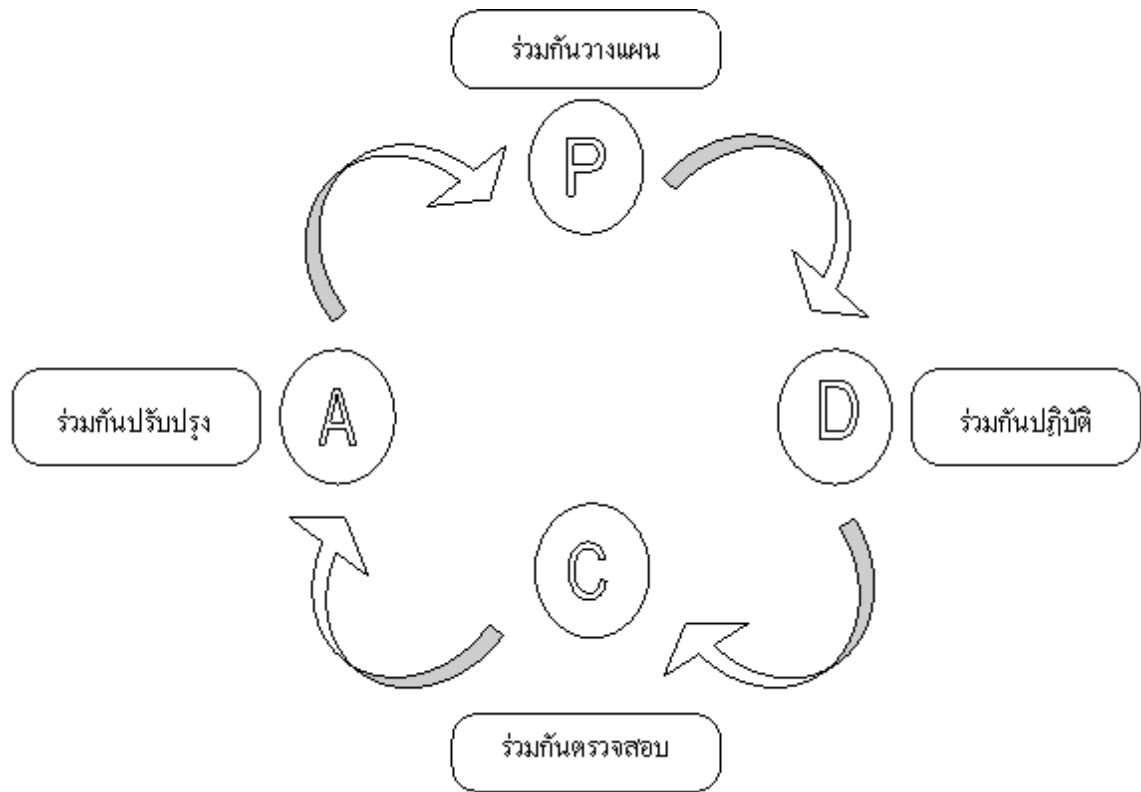 ร่วมกันวางแผน
P
A
D
ร่วมกันปรับปรุง
ร่วมกันปฏิบัติ
C
ร่วมกันตรวจสอบ